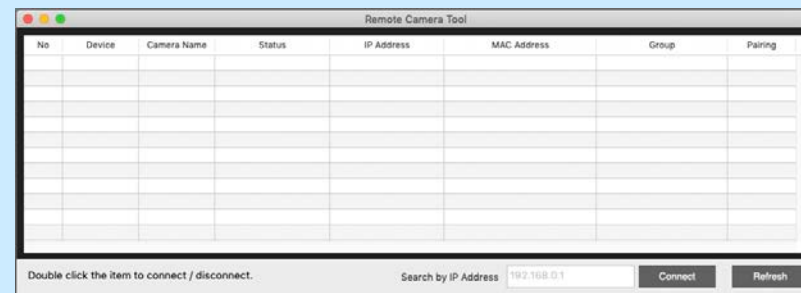 Remote Camera Tool
No Device Camera Name Status IP Address MAC Address Group Pairing
Double click the item to connect / disconnect. Search by IP Address 192.168.0.1 Connect Refresh